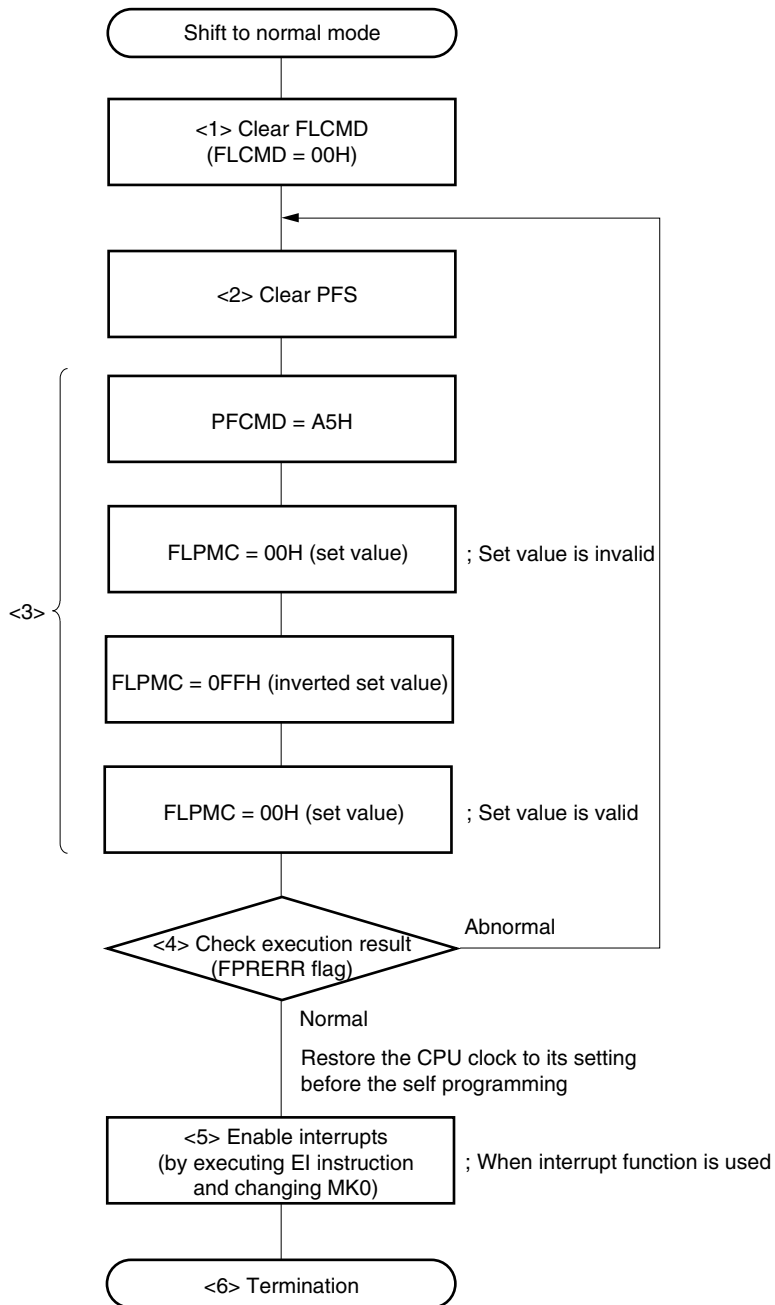 Shift to normal mode
<1> Clear FLCMD
(FLCMD = 00H)
<2> Clear PFS
PFCMD = A5H
FLPMC = 00H (set value)
; Set value is invalid
<3>
FLPMC = 0FFH (inverted set value)
FLPMC = 00H (set value)
; Set value is valid
<4> Check execution result
(FPRERR flag)
Abnormal
Normal
Restore the CPU clock to its setting
before the self programming
<5> Enable interrupts
(by executing EI instruction
and changing MK0)
; When interrupt function is used
<6> Termination